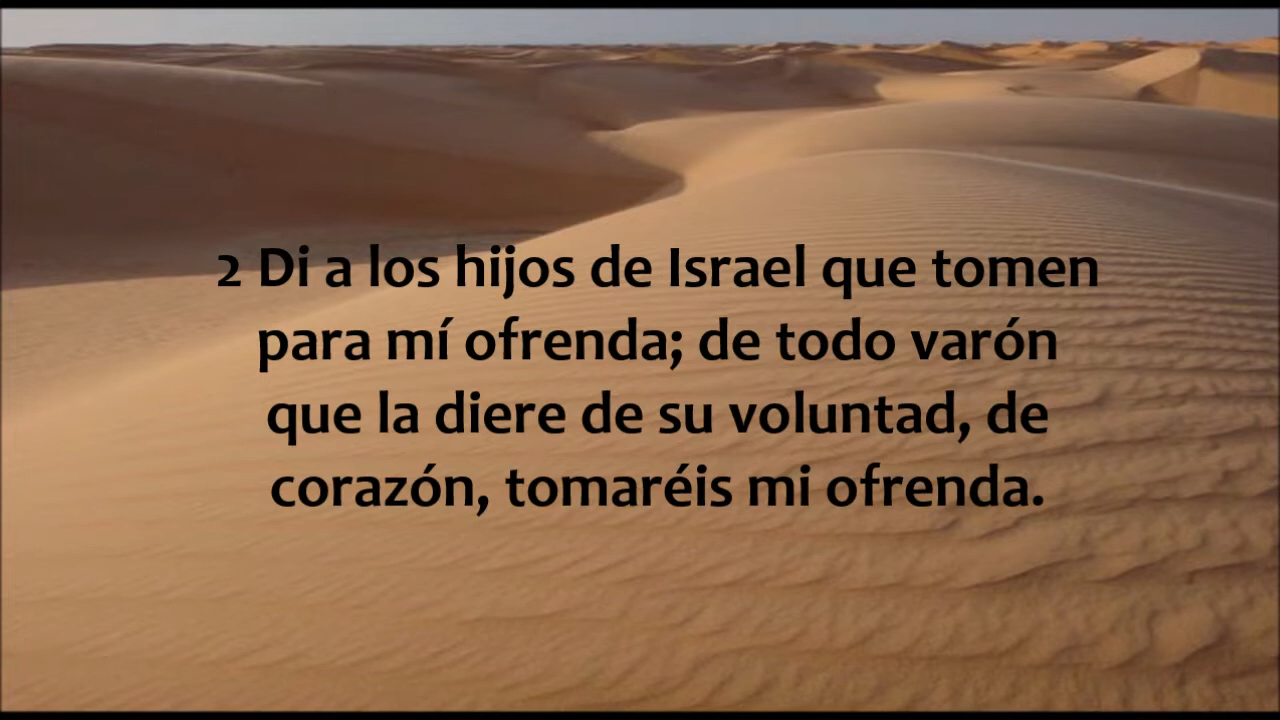 2 Di a los hijos de Israel que tomen
para mí ofrenda; de todo varón
que la diere de su voluntad, de
corazón, tomaréis mi ofrenda.